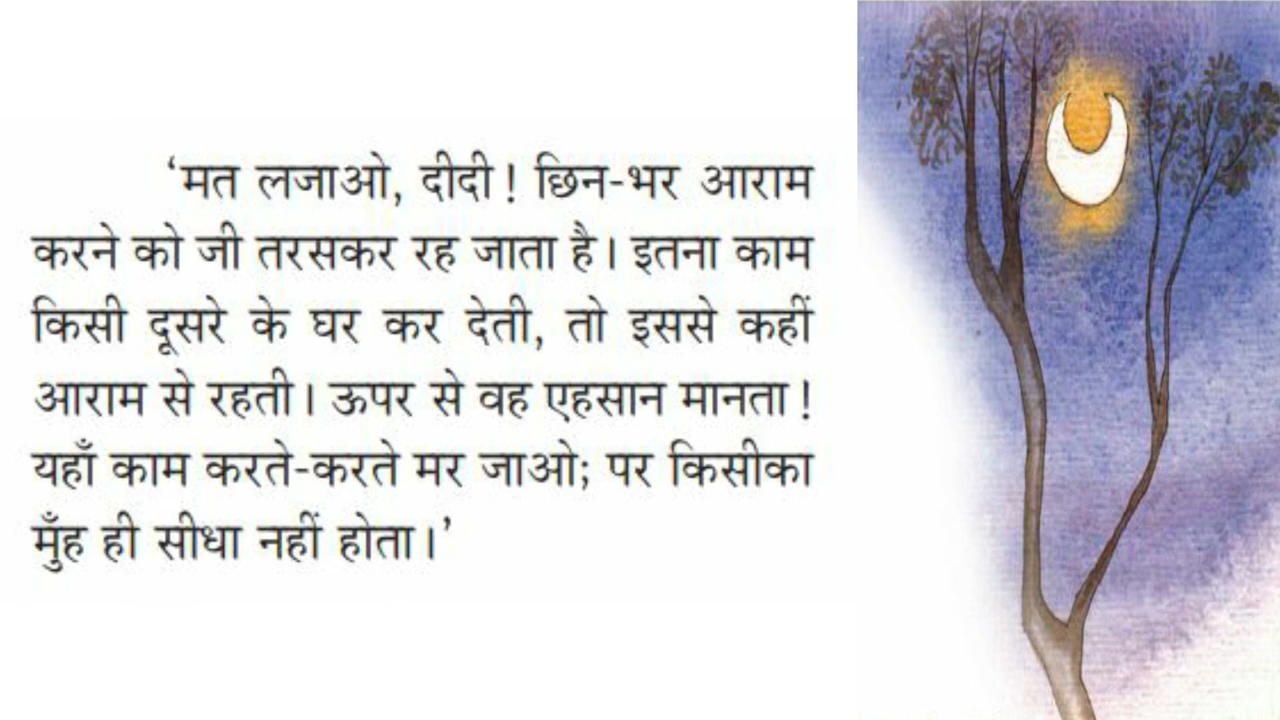 ‘मत लजाओ, दीदी! छिन-भर आराम
करने को जी तरसकर रह जाता है। इतना काम
किसी दूसरे के घर कर देती, तो इससे कहीं
आराम से रहती। ऊपर से वह एहसान मानता!
यहाँ काम करते-करते मर जाओ; पर किसीका
मुँह ही सीधा नहीं होता।’